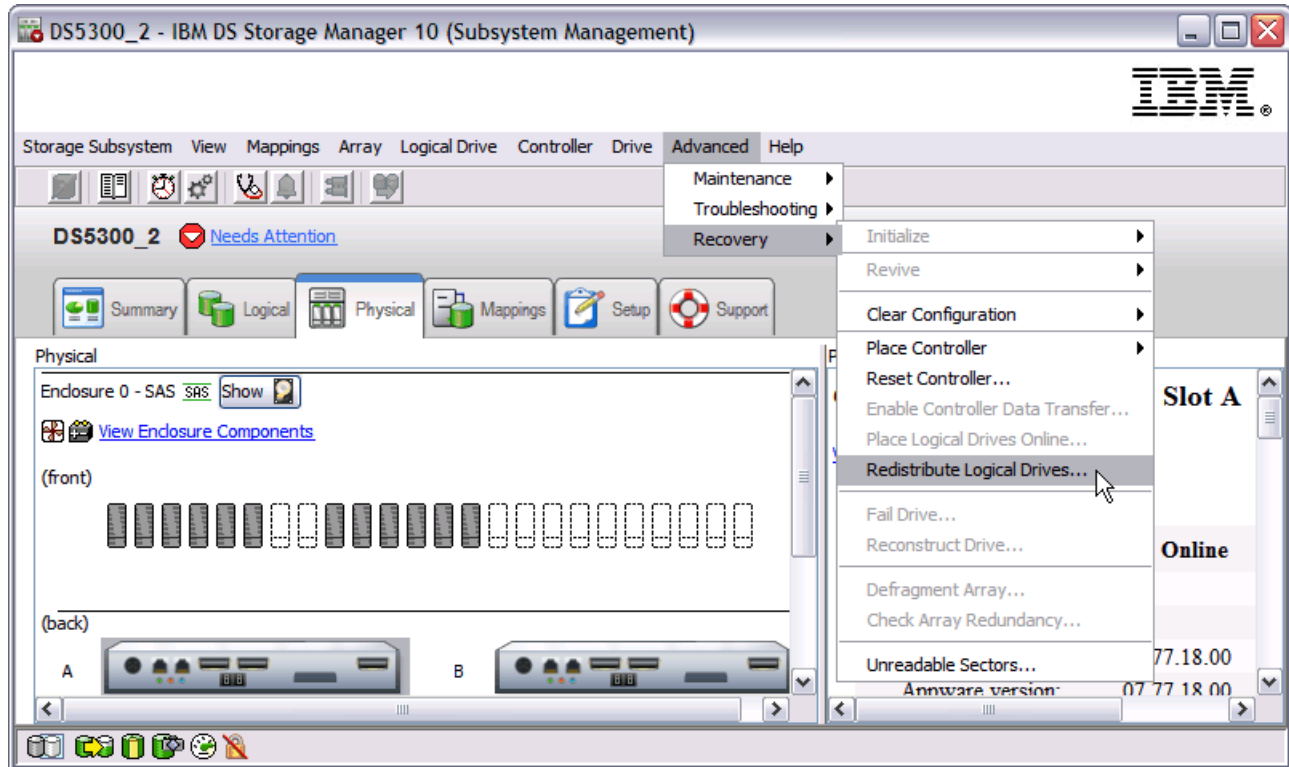 DS5300_2 - IBM DS Storage Manager 10 (Subsystem Management)
IBM®
Storage Subsystem View Mappings Array Logical Drive Controller Drive Advanced Help
Maintenance
Troubleshooting
Recovery
DS5300_2 Needs Attention
Initialize
Revive
Clear Configuration
Place Controller
Reset Controller...
Enable Controller Data Transfer...
Place Logical Drives Online...
Redistribute Logical Drives...
Fail Drive...
Reconstruct Drive...
Defragment Array...
Check Array Redundancy...
Unreadable Sectors...
Summary Logical Physical Mappings Setup Support
Physical
Enclosure 0 - SAS SAS Show
View Enclosure Components
(front)
(back)
A B
Slot A
Online
77.18.00
Appware version: 07.77.18.00